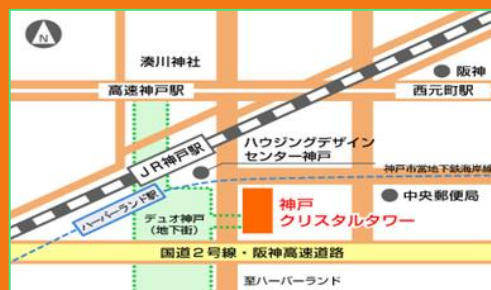 N
湊川神社
阪神
高速神戸駅
西元町駅
JR神戸駅
ハウジングデザイン
センター神戸
神戸市営地下鉄海岸線
ハーバーランド駅
中央郵便局
デュオ神戸
(地下街)
神戸
クリスタルタワー
国道2号線・阪神高速道路
至ハーバーランド